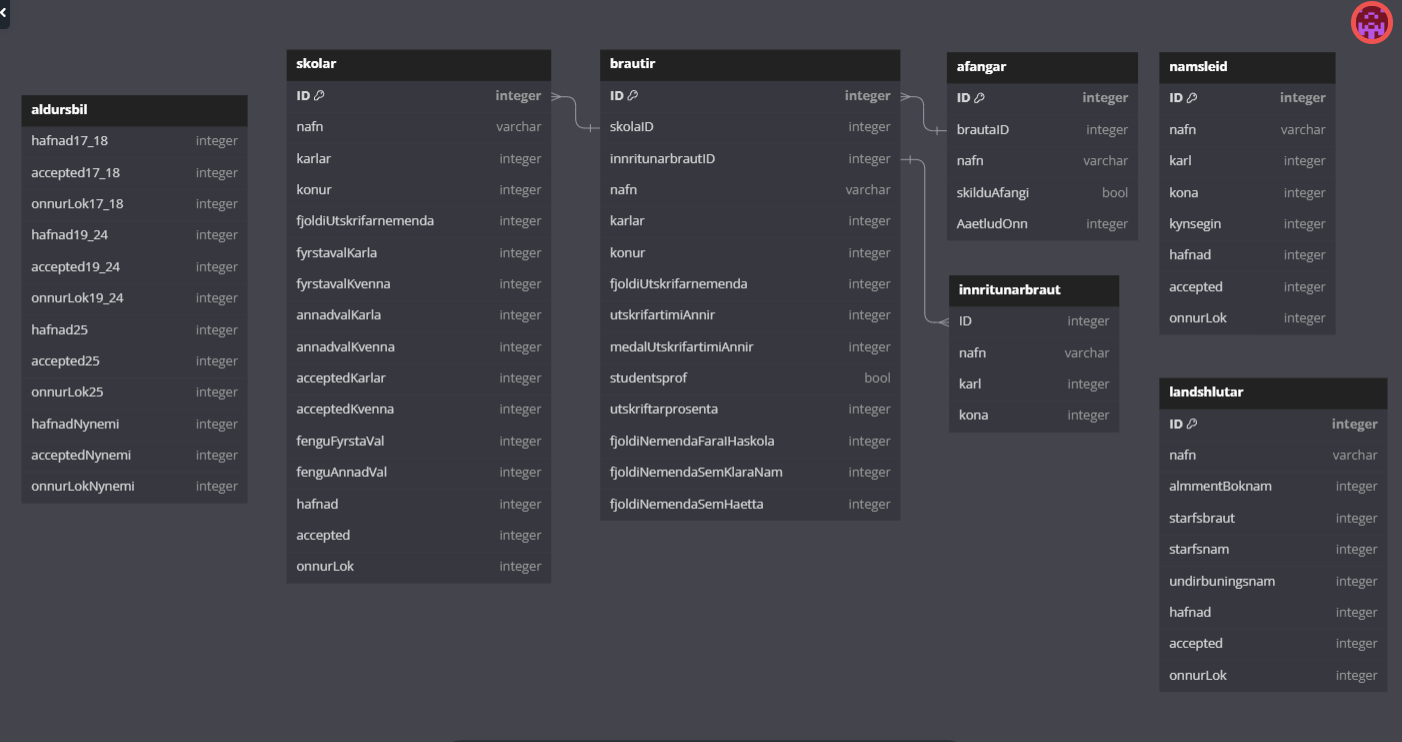 aldursbil
hafnad17_18 integer
accepted17_18 integer
onnurLok17_18 integer
hafnad19_24 integer
accepted19_24 integer
onnurLok19_24 integer
hafnad25 integer
accepted25 integer
onnurLok25 integer
hafnadNynemi integer
acceptedNynemi integer
onnurLokNynemi integer
skolar
ID integer
nafn varchar
karlar integer
konur integer
fjoldiUtskrifarnemenda integer
fyrstavalKarla integer
fyrstavalKvenna integer
annadvalKarla integer
annadvalKvenna integer
acceptedKarlar integer
acceptedKvenna integer
fenguFyrstaVal integer
fenguAnnadVal integer
hafnad integer
accepted integer
onnurLok integer
brautir
ID integer
skolaID integer
innritunarbrautID integer
nafn varchar
karlar integer
konur integer
fjoldiUtskrifarnemenda integer
utskrifartimiAnnir integer
medalUtskrifartimiAnnir integer
studentsprof bool
utskriftarprosenta integer
fjoldiNemendaFaraIHaskola integer
fjoldiNemendaSemKlaraNam integer
fjoldiNemendaSemHaetta integer
afangar
ID integer
brautaID integer
nafn varchar
skilduAfangi bool
AaetludOnn integer
innritunarbraut
ID integer
nafn varchar
karl integer
kona integer
namsleid
ID integer
nafn varchar
karl integer
kona integer
kynsegin integer
hafnad integer
accepted integer
onnurLok integer
landshlutar
ID integer
nafn varchar
almmentBoknam integer
starfsbraut integer
starfsnam integer
undirbuningsnam integer
hafnad integer
accepted integer
onnurLok integer